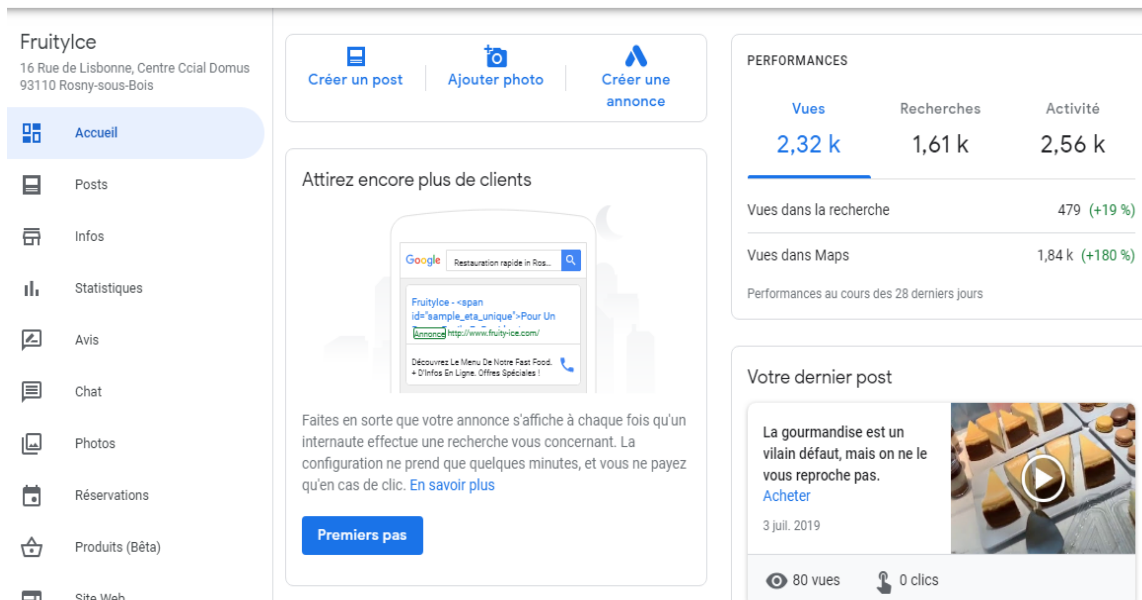 FruityIce
16 Rue de Lisbonne, Centre Ccial Domus
93110 Rosny-sous-Bois
Accueil
Posts
Infos
Statistiques
Avis
Chat
Photos
Réservations
Produits (Bêta)
Site Web
Créer un post
Ajouter photo
Créer une
annonce
Attirez encore plus de clients
Google
Restauration rapide in Ros...
FruityIce - <span
id="sample_eta_unique">Pour Un
Annonce http://www.fruity-ice.com/
Découvrez Le Menu De Notre Fast Food.
+ D'Infos En Ligne. Offres Spéciales !
Faites en sorte que votre annonce s'affiche à chaque fois qu'un
internaute effectue une recherche vous concernant. La
configuration ne prend que quelques minutes, et vous ne payez
qu'en cas de clic. En savoir plus
Premiers pas
PERFORMANCES
Vues
Recherches
Activité
2,32 k
1,61 k
2,56 k
Vues dans la recherche
479 (+19 %)
Vues dans Maps
1,84 k (+180 %)
Performances au cours des 28 derniers jours
Votre dernier post
La gourmandise est un
vilain défaut, mais on ne le
vous reproche pas.
Acheter
3 juil. 2019
80 vues
0 clics